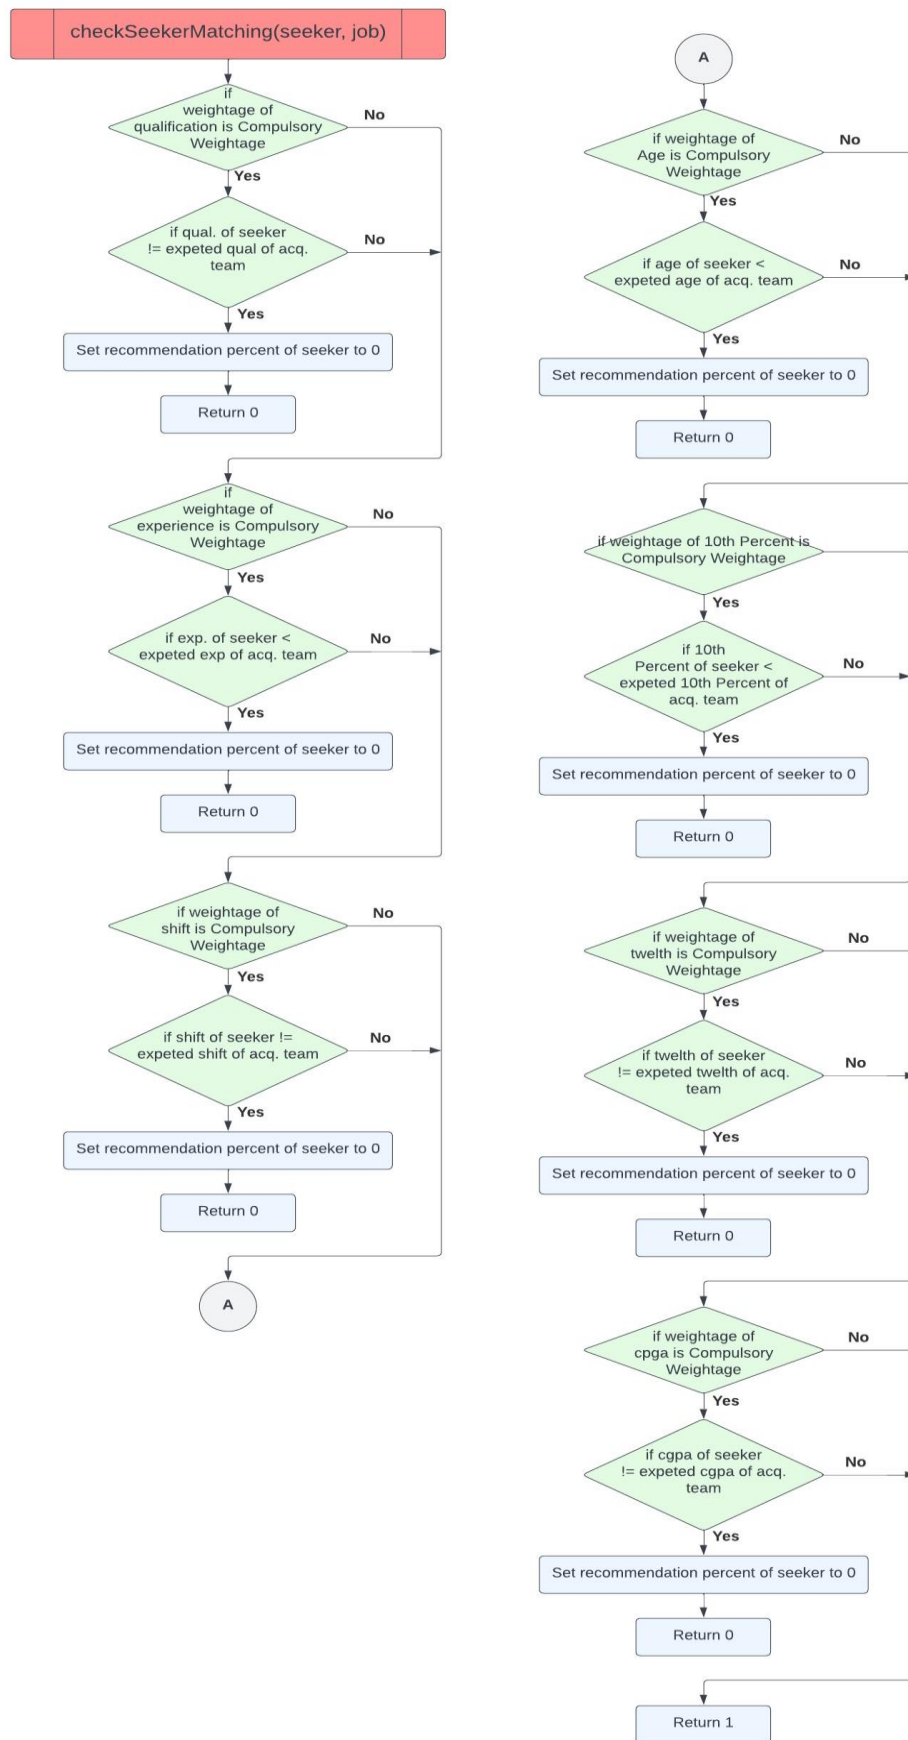 checkSeekerMatching(seeker, job)
if
weightage of
qualification is Compulsory
Weightage
No
Yes
if qual. of seeker
!= expeted qual of acq.
team
No
Yes
Set recommendation percent of seeker to 0
Return 0
if
weightage of
experience is Compulsory
Weightage
No
Yes
if exp. of seeker <
expeted exp of acq. team
No
Yes
Set recommendation percent of seeker to 0
Return 0
if weightage of
shift is Compulsory
Weightage
No
Yes
if shift of seeker !=
expeted shift of acq. team
No
Yes
Set recommendation percent of seeker to 0
Return 0
A
A
if weightage of
Age is Compulsory
Weightage
No
Yes
if age of seeker <
expeted age of acq. team
No
Yes
Set recommendation percent of seeker to 0
Return 0
if weightage of 10th Percent is
Compulsory Weightage
Yes
if 10th
Percent of seeker <
expeted 10th Percent of
acq. team
No
Yes
Set recommendation percent of seeker to 0
Return 0
if weightage of
twelth is Compulsory
Weightage
No
Yes
if twelth of seeker
!= expeted twelth of acq.
team
No
Yes
Set recommendation percent of seeker to 0
Return 0
if weightage of
cpga is Compulsory
Weightage
No
Yes
if cgpa of seeker
!= expeted cgpa of acq.
team
No
Yes
Set recommendation percent of seeker to 0
Return 0
Return 1